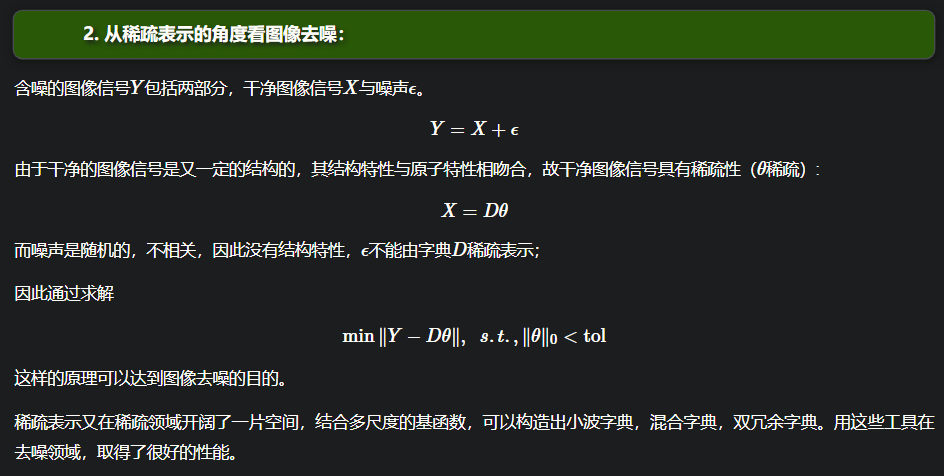 2. 从稀疏表示的角度看图像去噪：
含噪的图像信号Y包括两部分，干净图像信号X与噪声ϵ。
Y = X + ϵ
由于干净的图像信号是又一定的结构的，其结构特性与原子特性相吻合，故干净图像信号具有稀疏性（θ稀疏）:
X = Dθ
而噪声是随机的，不相关，因此没有结构特性，ϵ不能由字典D稀疏表示；
因此通过求解
min ‖Y − Dθ‖， s.t., ‖θ‖₀ < tol
这样的原理可以达到图像去噪的目的。
稀疏表示又在稀疏领域开阔了一片空间，结合多尺度的基函数，可以构造出小波字典，混合字典，双冗余字典。用这些工具在
去噪领域，取得了很好的性能。